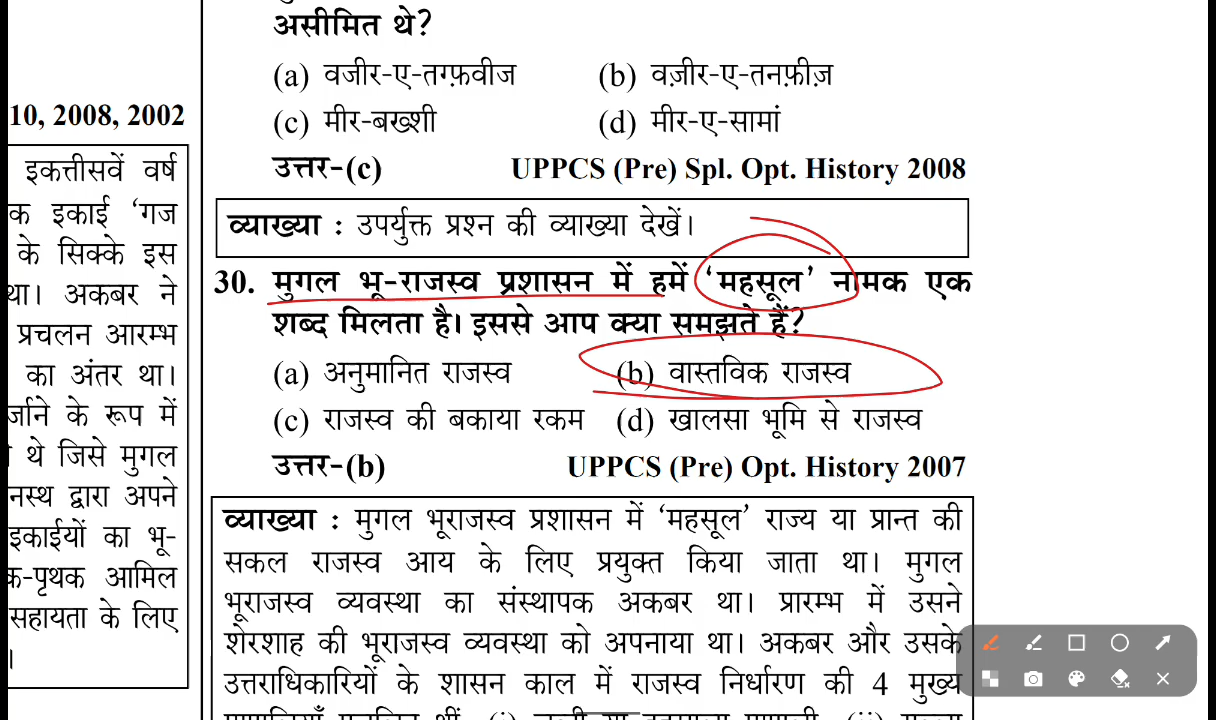 असीमित थे?
(a) वजीर-ए-तग्फ़वीज (b) वज़ीर-ए-तनफ़ीज़
(c) मीर-बख्शी (d) मीर-ए-सामां
उत्तर-(c) UPPCS (Pre) Spl. Opt. History 2008
व्याख्या : उपर्युक्त प्रश्न की व्याख्या देखें।
30. मुगल भू-राजस्व प्रशासन में हमें ‘महसूल’ नामक एक
शब्द मिलता है। इससे आप क्या समझते हैं?
(a) अनुमानित राजस्व (b) वास्तविक राजस्व
(c) राजस्व की बकाया रकम (d) खालसा भूमि से राजस्व
उत्तर-(b) UPPCS (Pre) Opt. History 2007
व्याख्या : मुगल भूराजस्व प्रशासन में ‘महसूल’ राज्य या प्रान्त की
सकल राजस्व आय के लिए प्रयुक्त किया जाता था। मुगल
भूराजस्व व्यवस्था का संस्थापक अकबर था। प्रारम्भ में उसने
शेरशाह की भूराजस्व व्यवस्था को अपनाया था। अकबर और उसके
उत्तराधिकारियों के शासन काल में राजस्व निर्धारण की 4 मुख्य
10, 2008, 2002
इकत्तीसवें वर्ष
क इकाई ‘गज
के सिक्के इस
था। अकबर ने
प्रचलन आरम्भ
का अंतर था।
र्जाने के रूप में
थे जिसे मुगल
नस्थ द्वारा अपने
इकाईयों का भू-
क-पृथक आमिल
सहायता के लिए